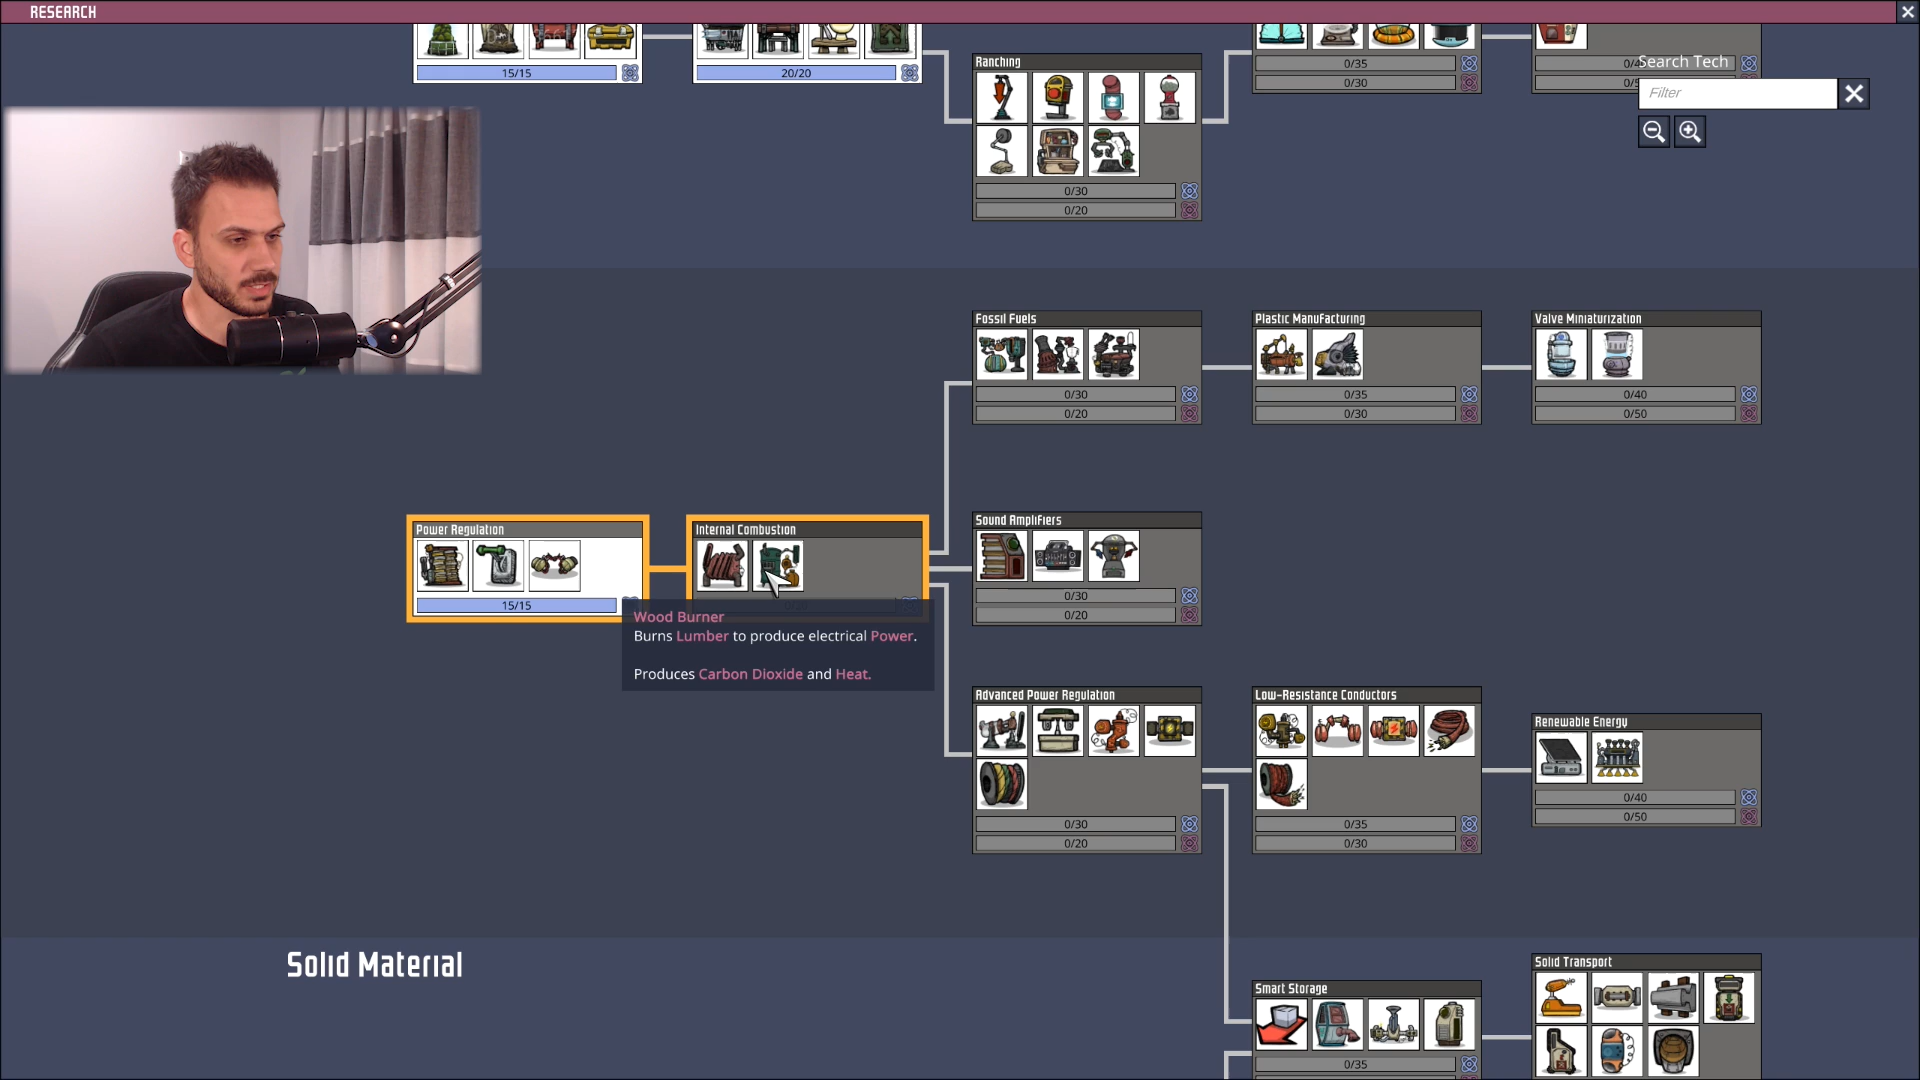 RESEARCH
15/15
20/20
Ranching
0/30
0/20
0/35
0/30
Search Tech
Filter
Fossil Fuels
0/30
0/20
Plastic Manufacturing
0/35
0/30
Valve Miniaturization
0/40
0/50
Power Regulation
15/15
Internal Combustion
Wood Burner
Burns Lumber to produce electrical Power.
Produces Carbon Dioxide and Heat.
Sound Amplifiers
0/30
0/20
Advanced Power Regulation
0/30
0/20
Low-Resistance Conductors
0/35
0/30
Renewable Energy
0/40
0/50
Solid Material
Smart Storage
0/35
Solid Transport